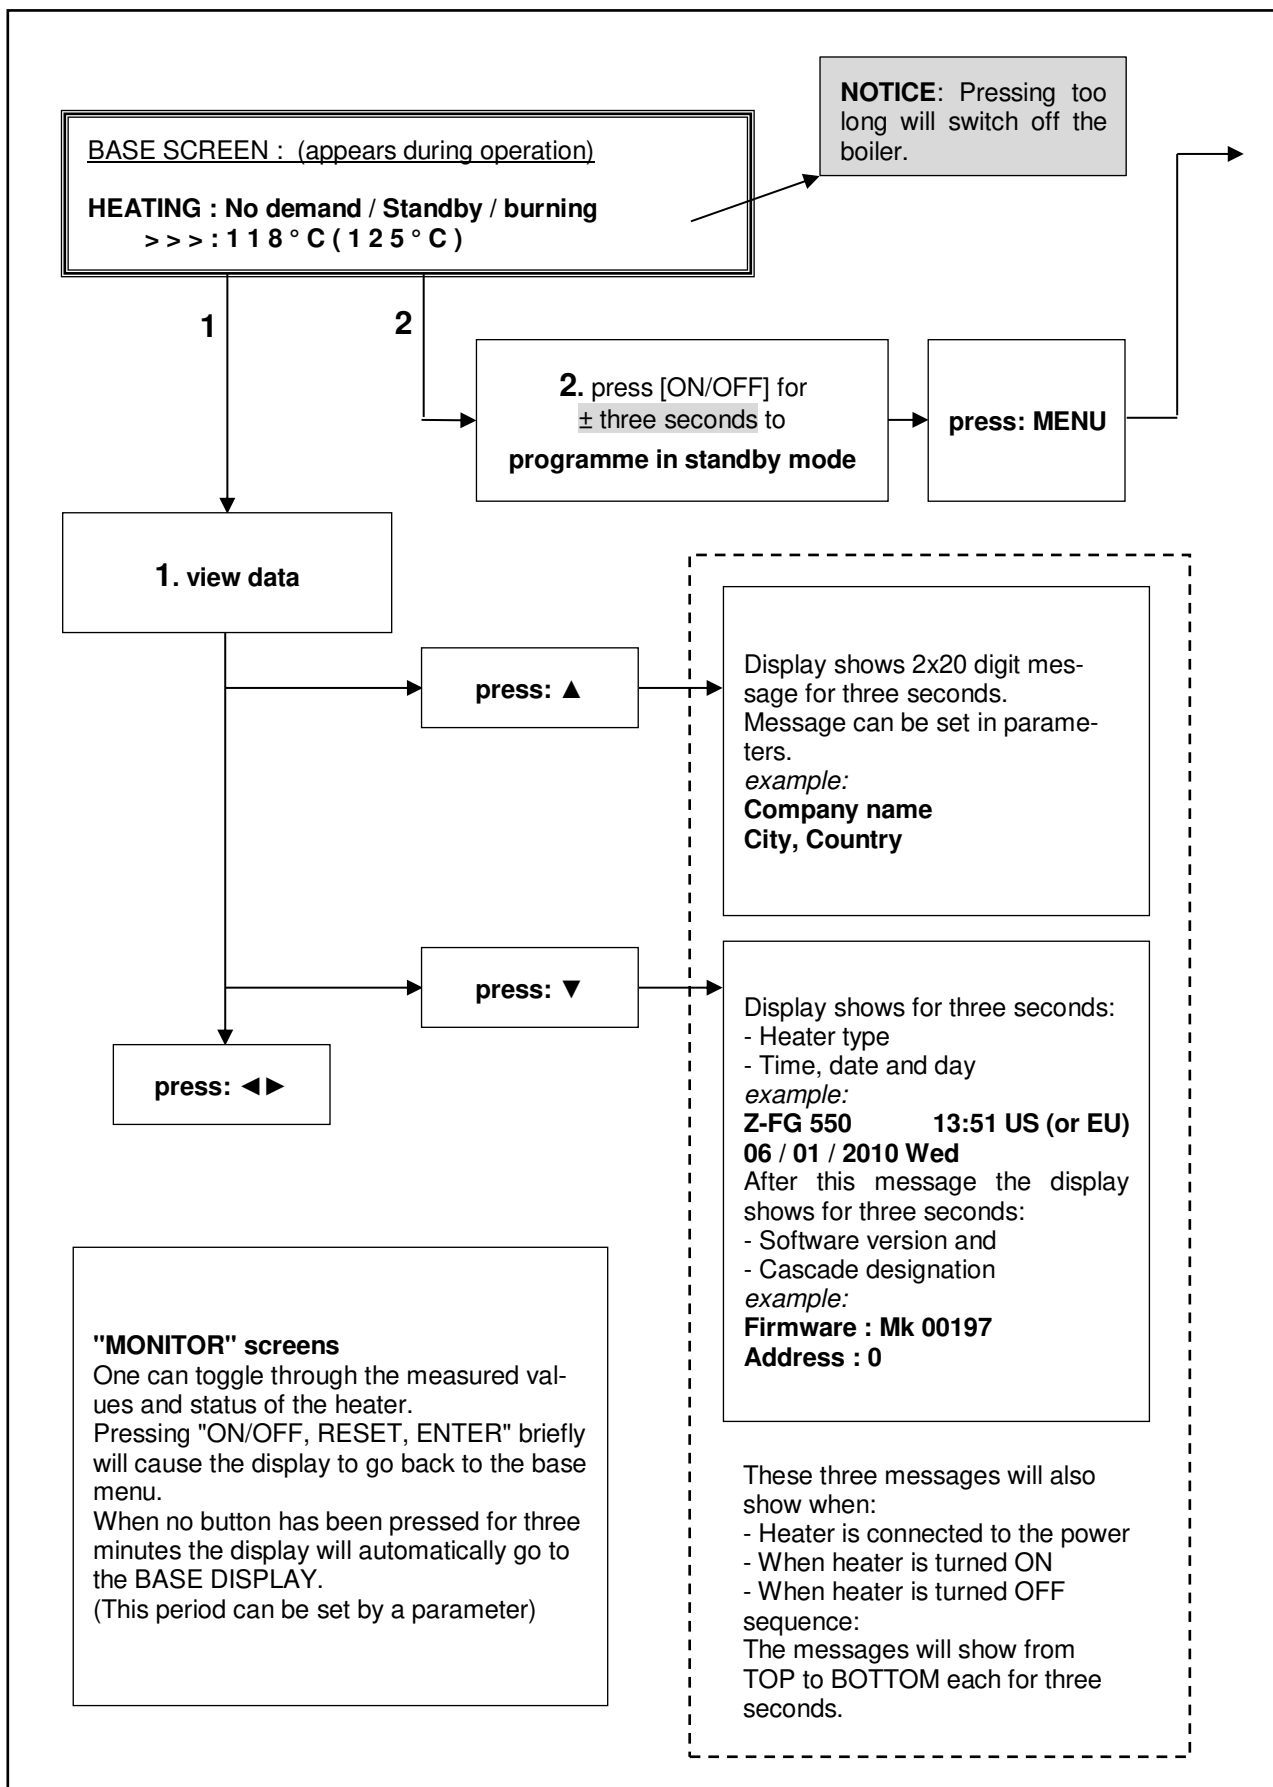 NOTICE: Pressing too
long will switch off the
boiler.
BASE SCREEN : (appears during operation)
HEATING : No demand / Standby / burning
> > > : 1 1 8 ° C ( 1 2 5 ° C )
1
2
2. press [ON/OFF] for
± three seconds to
programme in standby mode
press: MENU
1. view data
press: ▲
Display shows 2x20 digit mes-
sage for three seconds.
Message can be set in parame-
ters.
example:
Company name
City, Country
press: ▼
Display shows for three seconds:
- Heater type
- Time, date and day
example:
Z-FG 550 13:51 US (or EU)
06 / 01 / 2010 Wed
After this message the display
shows for three seconds:
- Software version and
- Cascade designation
example:
Firmware : Mk 00197
Address : 0
press: ◄►
"MONITOR" screens
One can toggle through the measured val-
ues and status of the heater.
Pressing "ON/OFF, RESET, ENTER" briefly
will cause the display to go back to the base
menu.
When no button has been pressed for three
minutes the display will automatically go to
the BASE DISPLAY.
(This period can be set by a parameter)
These three messages will also
show when:
- Heater is connected to the power
- When heater is turned ON
- When heater is turned OFF
sequence:
The messages will show from
TOP to BOTTOM each for three
seconds.